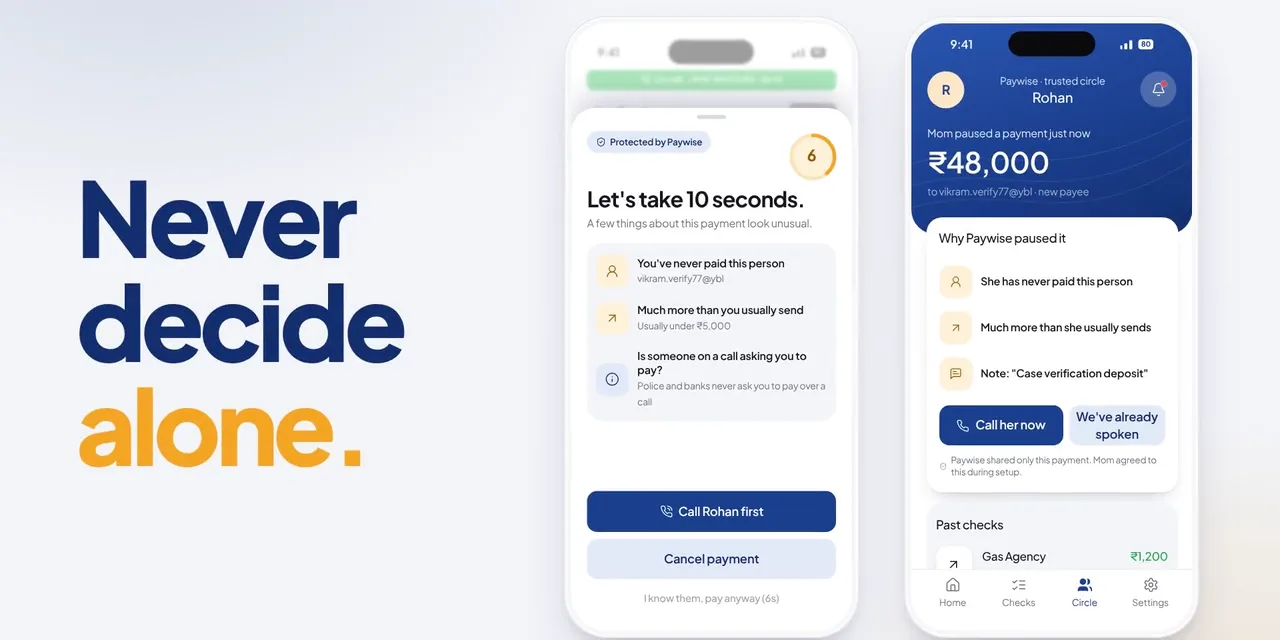 Never
decide
alone.
9:41
Protected by Paywise
6
Let's take 10 seconds.
A few things about this payment look unusual.
You've never paid this person
vikram.verify77@ybl
Much more than you usually send
Usually under ₹5,000
Is someone on a call asking you to
pay?
Police and banks never ask you to pay over a
call
Call Rohan first
Cancel payment
I know them, pay anyway (6s)
9:41
80
R
Paywise · trusted circle
Rohan
Mom paused a payment just now
₹48,000
to vikram.verify77@ybl · new payee
Why Paywise paused it
She has never paid this person
Much more than she usually sends
Note: "Case verification deposit"
Call her now
We've already
spoken
Paywise shared only this payment. Mom agreed to
this during setup.
Past checks
Gas Agency
₹1,200
Home
Checks
Circle
Settings